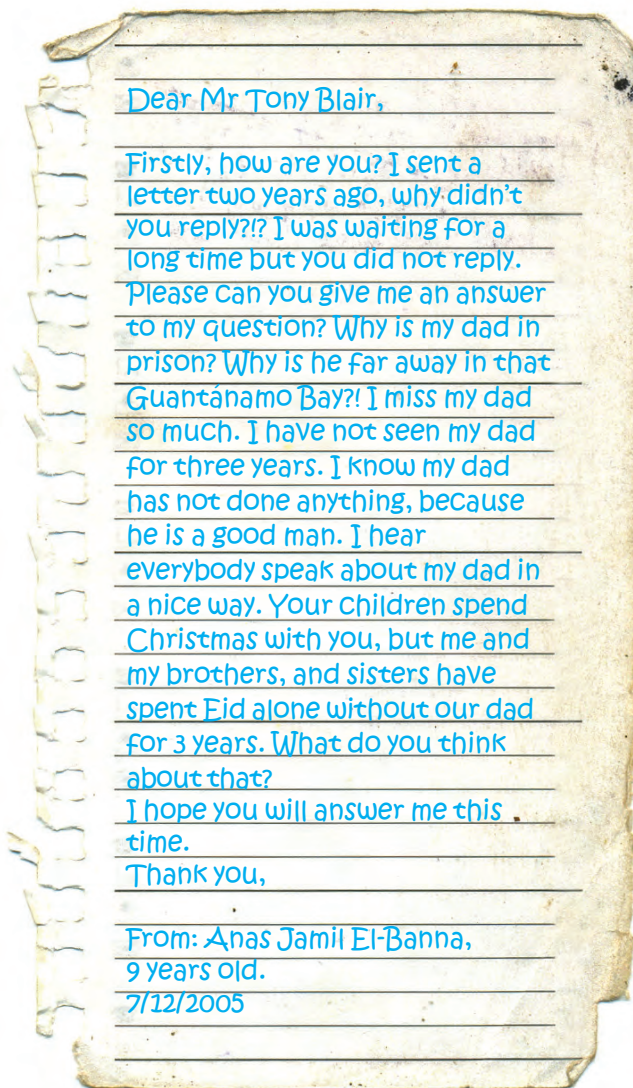 Dear Mr Tony Blair,
Firstly, how are you? I sent a
letter two years ago, why didn't
you reply?!? I was waiting for a
long time but you did not reply.
Please can you give me an answer
to my question? Why is my dad in
prison? Why is he far away in that
Guantánamo Bay?! I miss my dad
so much. I have not seen my dad
for three years. I know my dad
has not done anything, because
he is a good man. I hear
everybody speak about my dad in
a nice way. Your children spend
Christmas with you, but me and
my brothers, and sisters have
spent Eid alone without our dad
for 3 years. What do you think
about that?
I hope you will answer me this
time.
Thank you,
From: Anas Jamil El-Banna,
9 years old.
7/12/2005